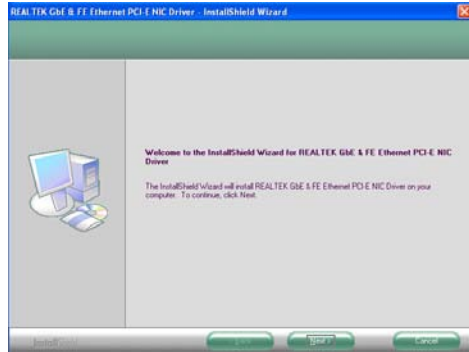 REALTEK GbE & FE Ethernet PCI-E NIC Driver - InstallShield Wizard
Welcome to the InstallShield Wizard for REALTEK GbE & FE Ethernet PCI-E NIC
Driver
The InstallShield Wizard will install REALTEK GbE & FE Ethernet PCI-E NIC Driver on your
computer. To continue, click Next.
InstallShield
Next >
Cancel